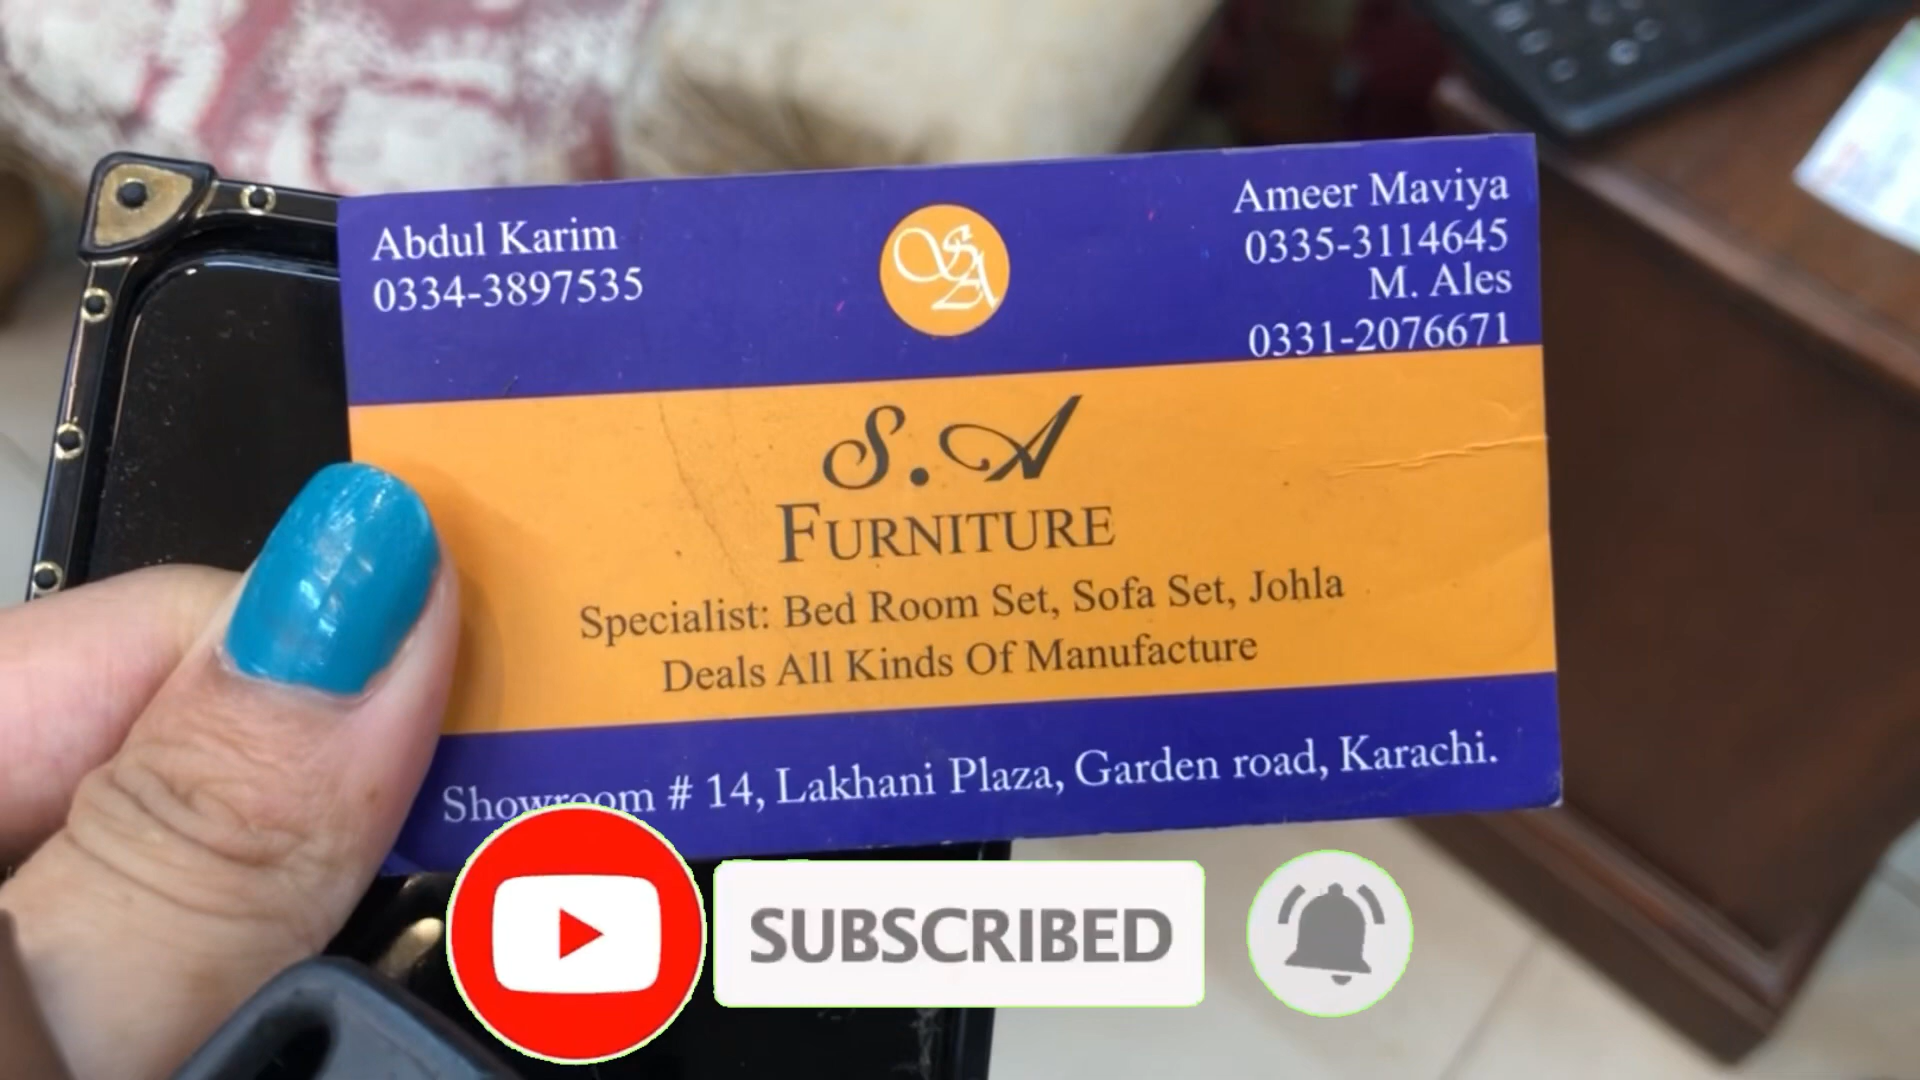 Abdul Karim
0334-3897535
SA
Ameer Maviya
0335-3114645
M. Ales
0331-2076671
S.A
FURNITURE
Specialist: Bed Room Set, Sofa Set, Johla
Deals All Kinds Of Manufacture
Showroom # 14, Lakhani Plaza, Garden road, Karachi.
SUBSCRIBED